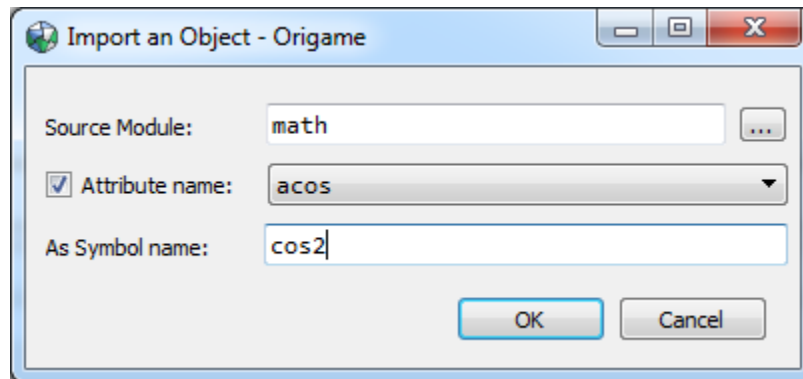 Import an Object - Origame
Source Module: math ...
Attribute name: acos
As Symbol name: cos2
OK Cancel